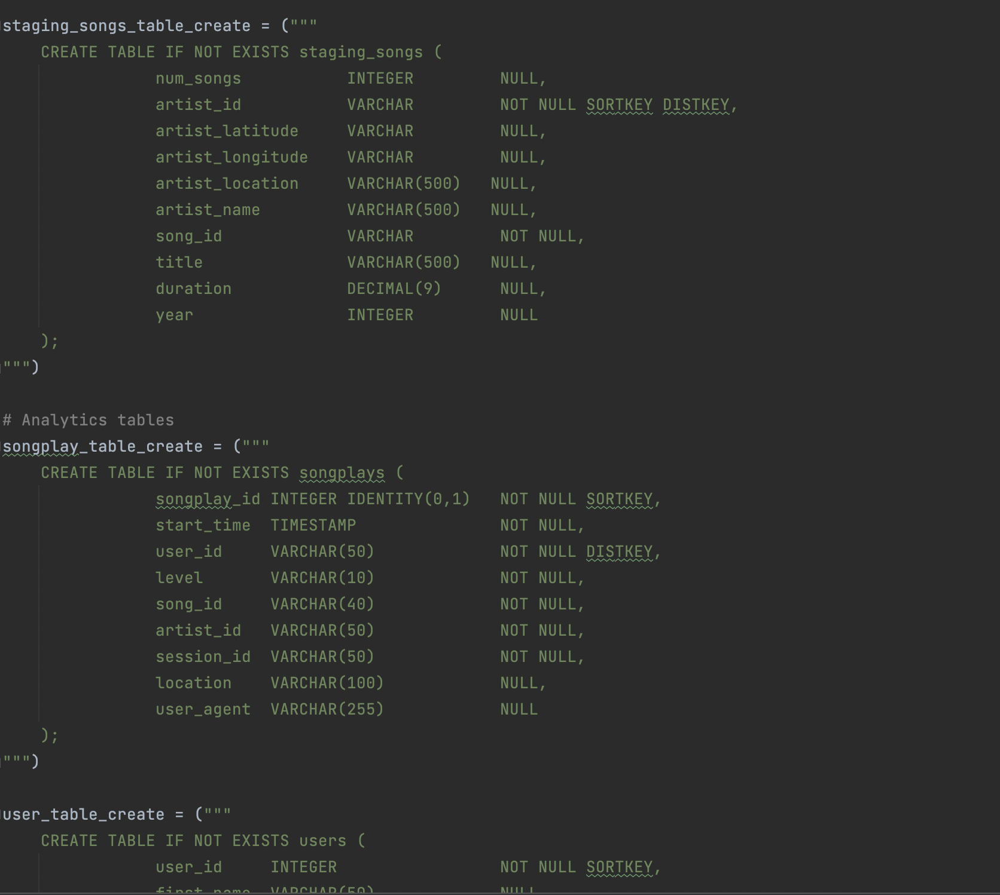 staging_songs_table_create = ("""
CREATE TABLE IF NOT EXISTS staging_songs (
num_songs INTEGER NULL,
artist_id VARCHAR NOT NULL SORTKEY DISTKEY,
artist_latitude VARCHAR NULL,
artist_longitude VARCHAR NULL,
artist_location VARCHAR(500) NULL,
artist_name VARCHAR(500) NULL,
song_id VARCHAR NOT NULL,
title VARCHAR(500) NULL,
duration DECIMAL(9) NULL,
year INTEGER NULL
);
""")
# Analytics tables
songplay_table_create = ("""
CREATE TABLE IF NOT EXISTS songplays (
songplay_id INTEGER IDENTITY(0,1) NOT NULL SORTKEY,
start_time TIMESTAMP NOT NULL,
user_id VARCHAR(50) NOT NULL DISTKEY,
level VARCHAR(10) NOT NULL,
song_id VARCHAR(40) NOT NULL,
artist_id VARCHAR(50) NOT NULL,
session_id VARCHAR(50) NOT NULL,
location VARCHAR(100) NULL,
user_agent VARCHAR(255) NULL
);
""")
user_table_create = ("""
CREATE TABLE IF NOT EXISTS users (
user_id INTEGER NOT NULL SORTKEY,
first_name VARCHAR(50) NULL